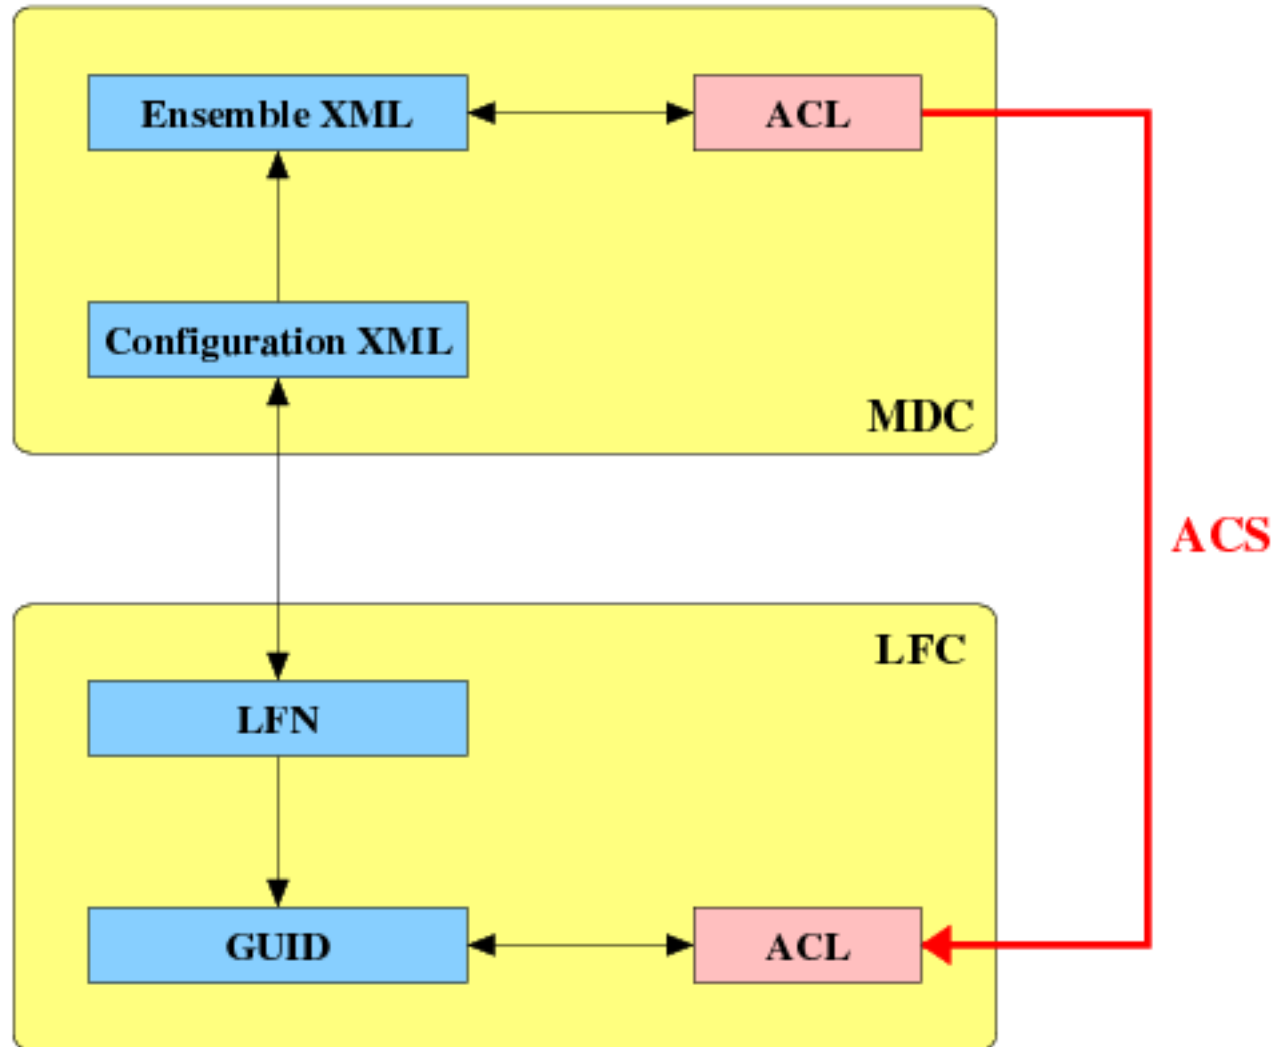 Ensemble XML
ACL
Configuration XML
MDC
ACS
LFC
LFN
GUID
ACL